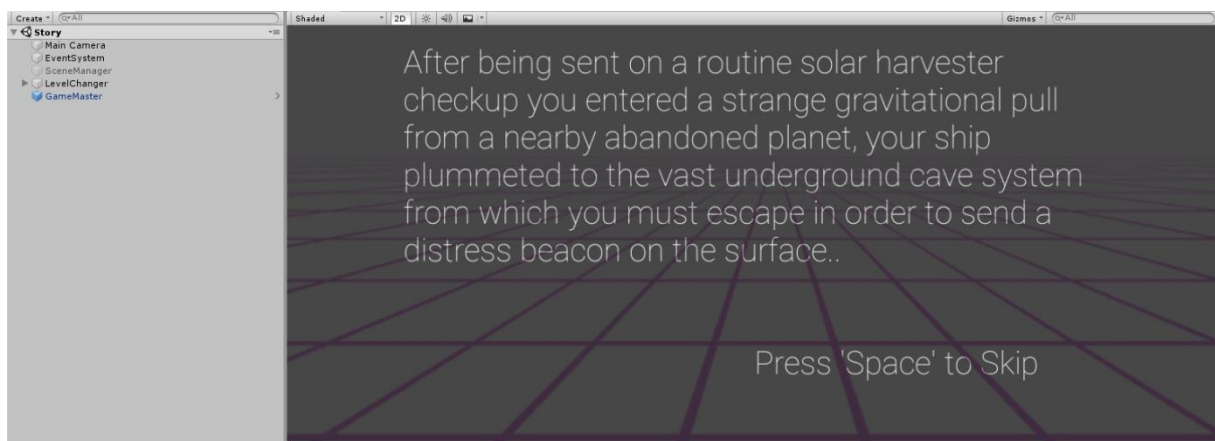 Create All Shaded 2D Gizmos All
Story
Main Camera
EventSystem
SceneManager
LevelChanger
GameMaster
After being sent on a routine solar harvester
checkup you entered a strange gravitational pull
from a nearby abandoned planet, your ship
plummeted to the vast underground cave system
from which you must escape in order to send a
distress beacon on the surface..
Press 'Space' to Skip